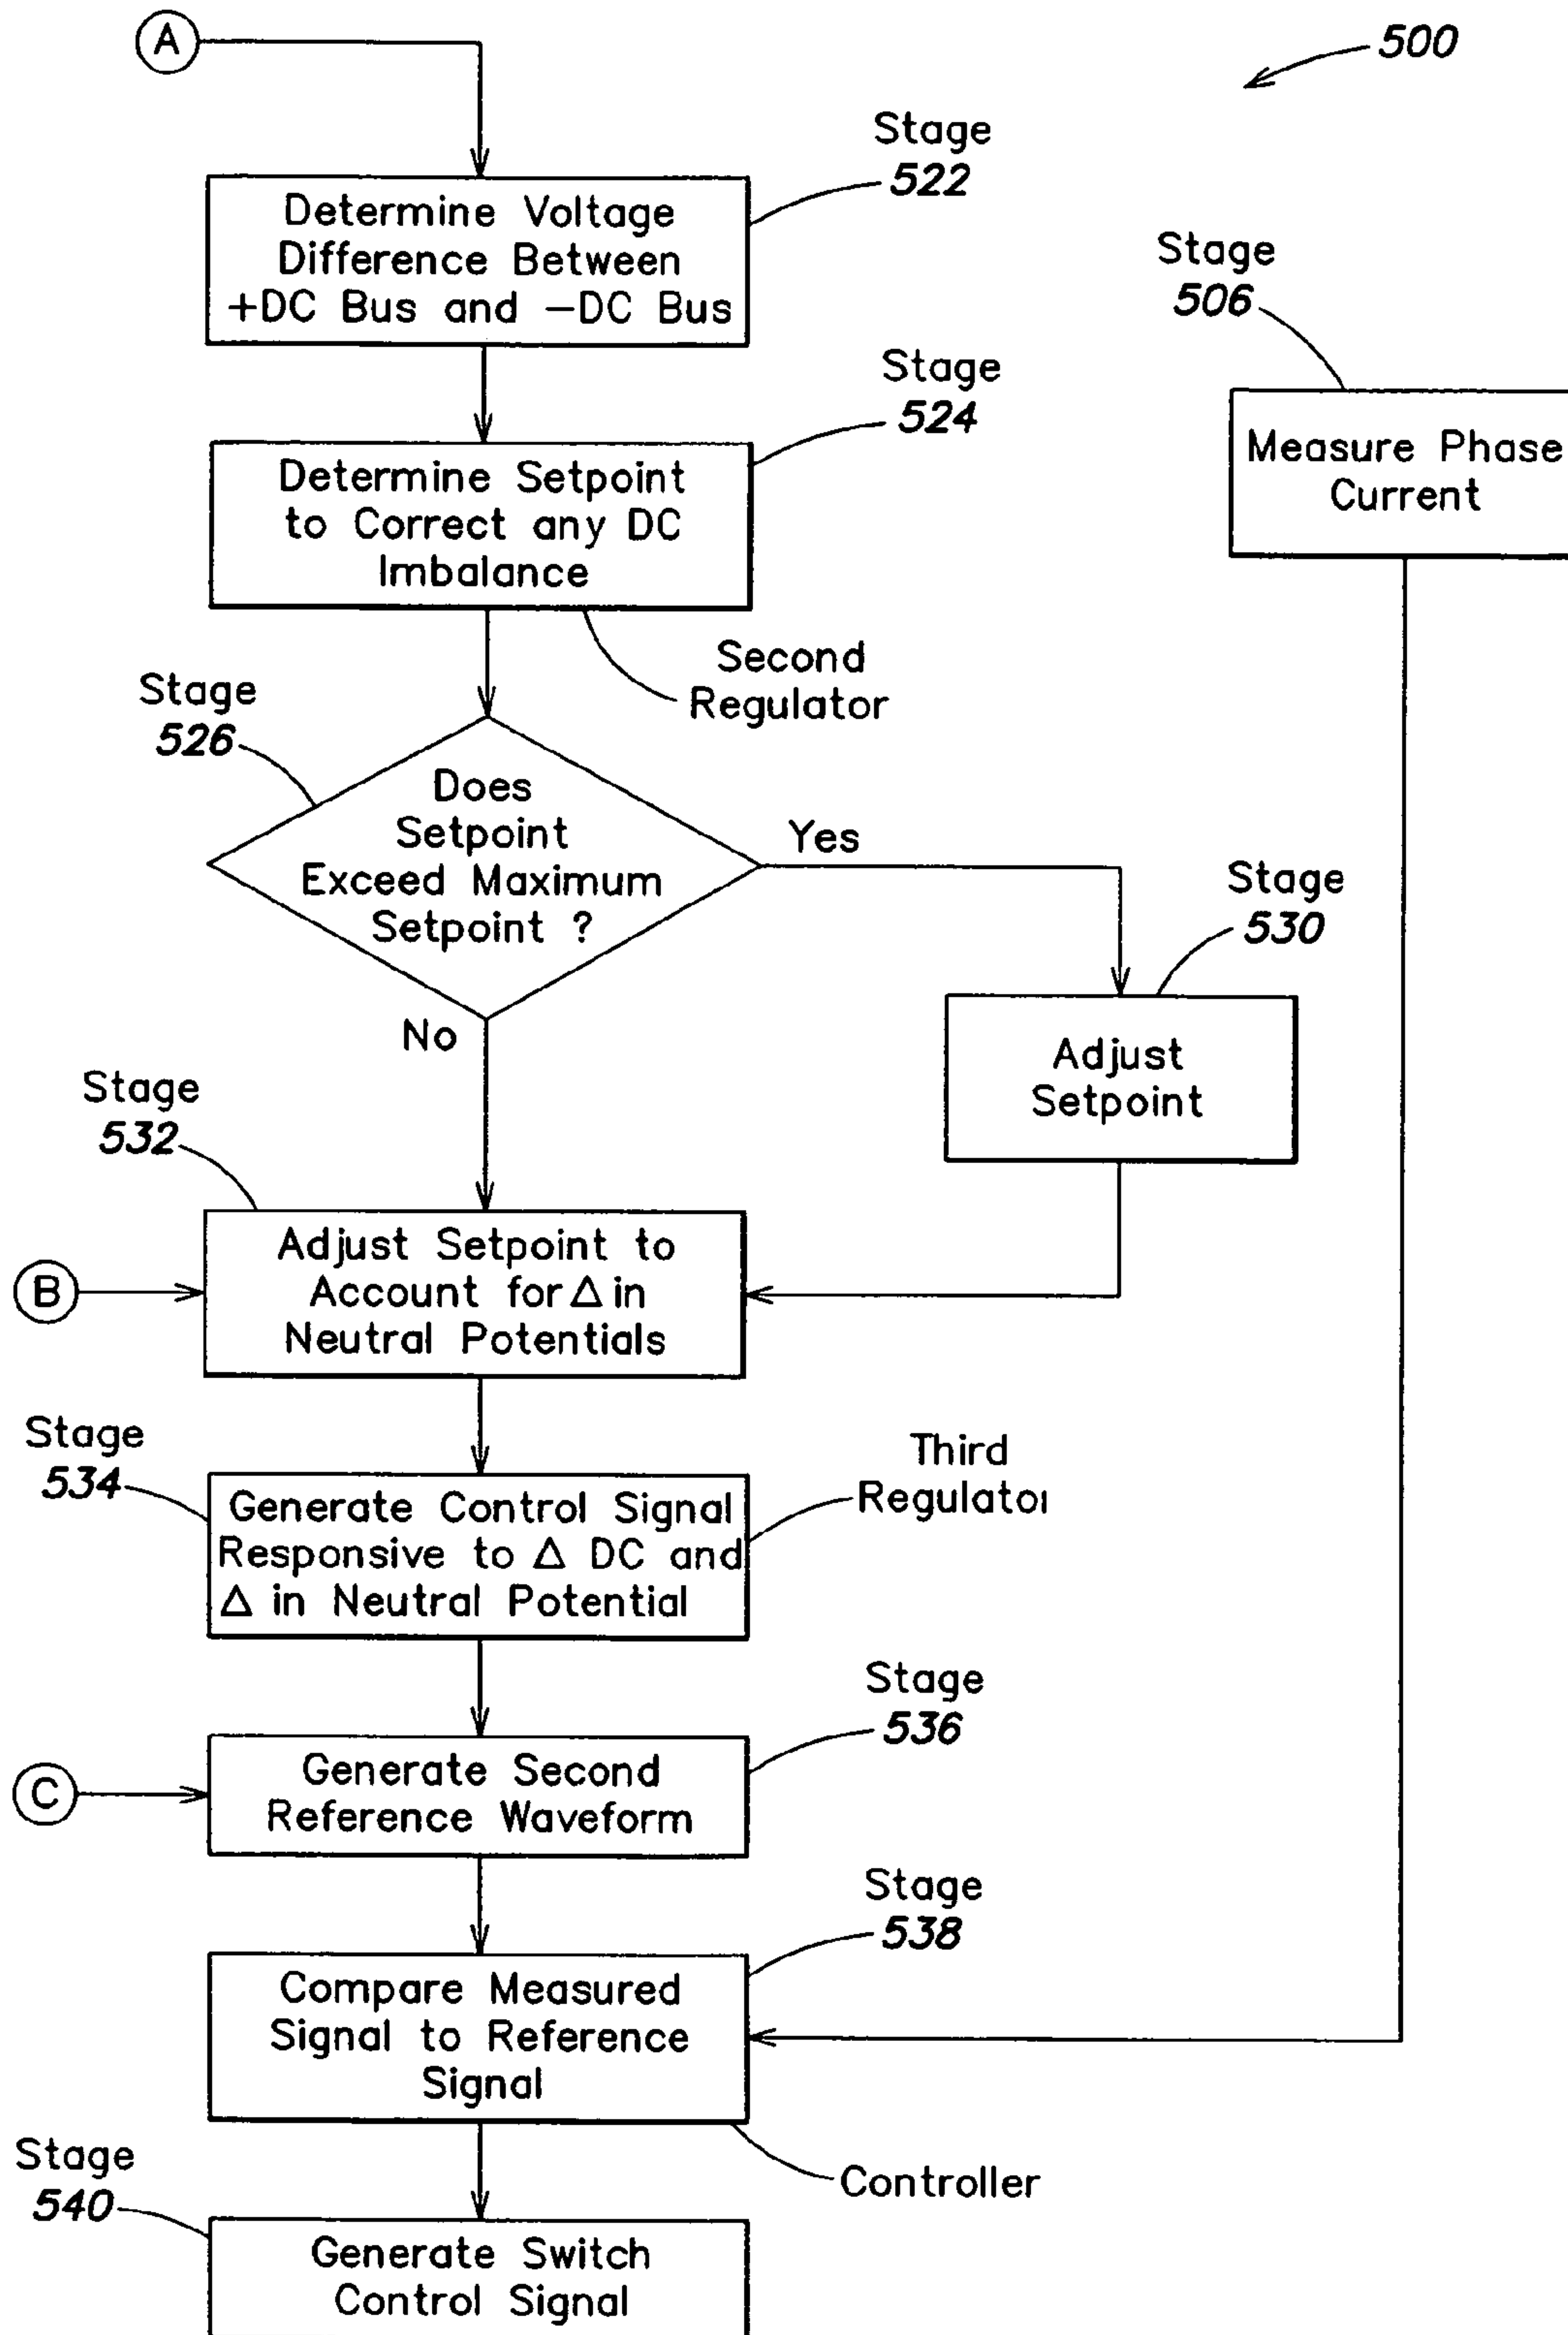 A
500
Stage
522
Determine Voltage
Difference Between
+DC Bus and −DC Bus
Stage
506
Measure Phase
Current
Stage
524
Determine Setpoint
to Correct any DC
Imbalance
Second
Regulator
Stage
526
Does
Setpoint
Exceed Maximum
Setpoint ?
Yes
No
Stage
530
Adjust
Setpoint
Stage
532
B
Adjust Setpoint to
Account for Δ in
Neutral Potentials
Stage
534
Generate Control Signal
Responsive to Δ DC and
Δ in Neutral Potential
Third
Regulator
Stage
536
C
Generate Second
Reference Waveform
Stage
538
Compare Measured
Signal to Reference
Signal
Controller
Stage
540
Generate Switch
Control Signal